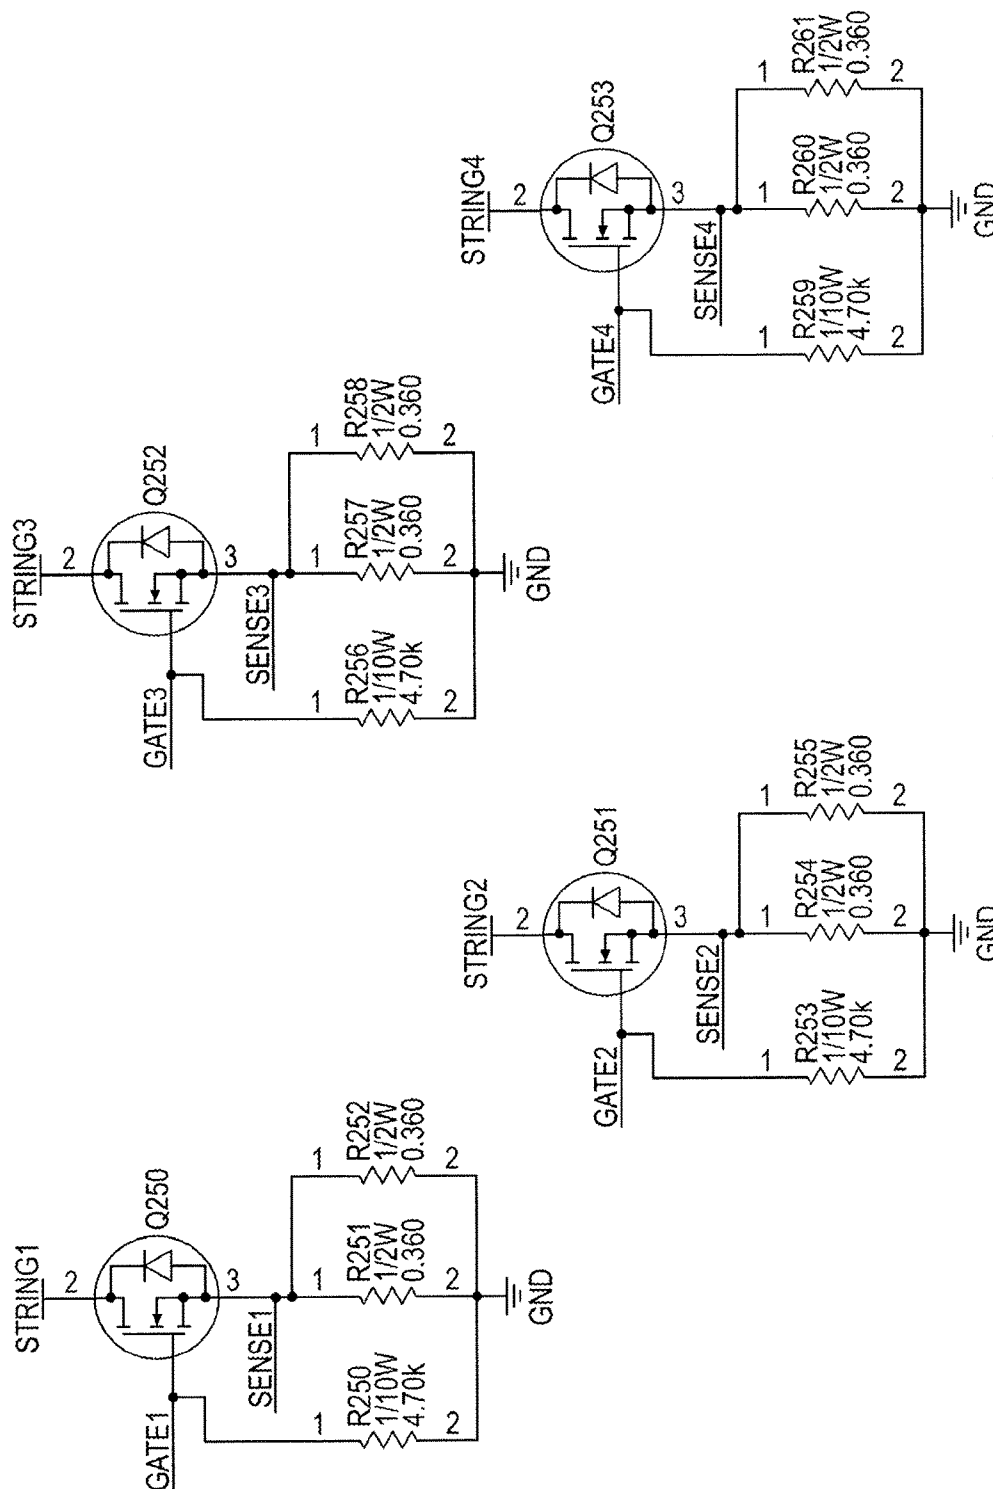 STRING1
2
Q250
GATE1
3
SENSE1
1
R250
1/10W
4.70k
2
1
R251
1/2W
0.360
2
1
R252
1/2W
0.360
2
GND
STRING2
2
Q251
GATE2
3
SENSE2
1
R253
1/10W
4.70k
2
1
R254
1/2W
0.360
2
1
R255
1/2W
0.360
2
GND
STRING3
2
Q252
GATE3
3
SENSE3
1
R256
1/10W
4.70k
2
1
R257
1/2W
0.360
2
1
R258
1/2W
0.360
2
GND
STRING4
2
Q253
GATE4
3
SENSE4
1
R259
1/10W
4.70k
2
1
R260
1/2W
0.360
2
1
R261
1/2W
0.360
2
GND